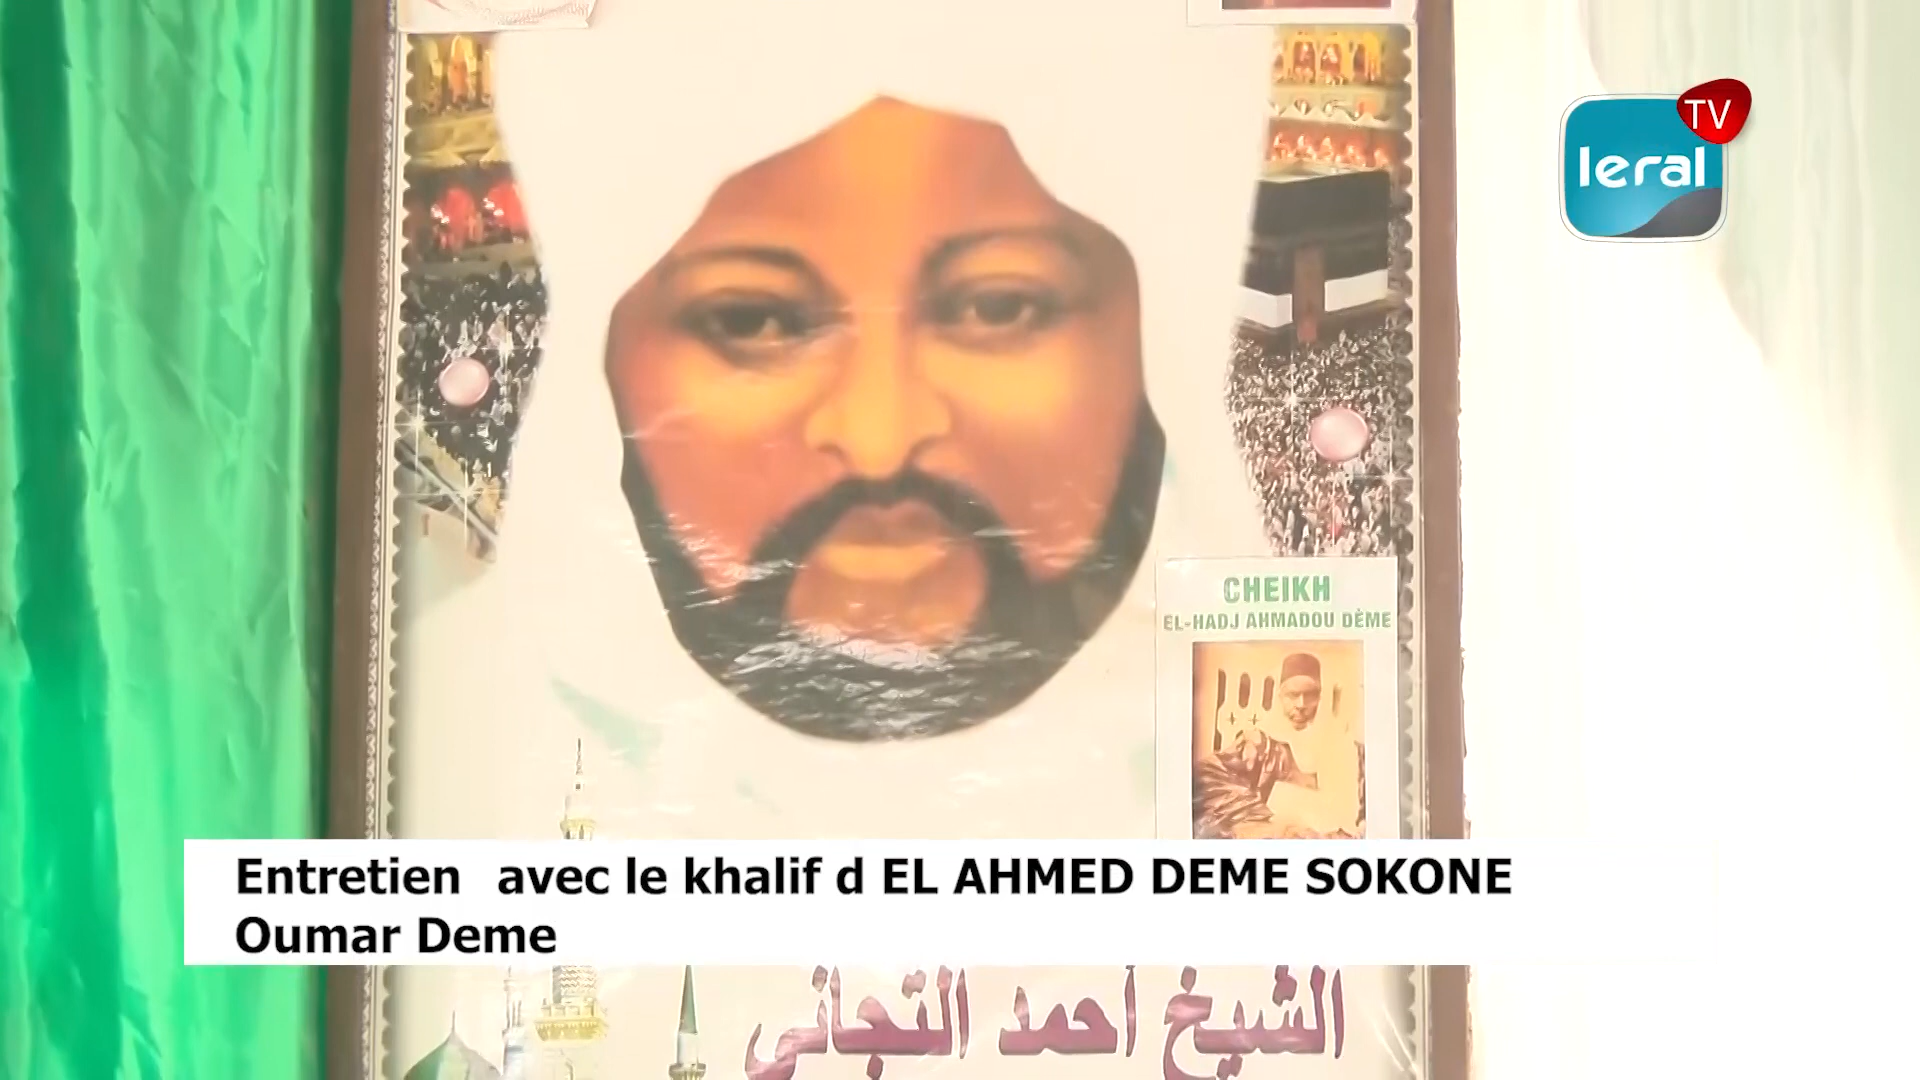 TV
leral
CHEIKH
EL-HADJ AHMADOU DÈME
Entretien avec le khalif d EL AHMED DEME SOKONE
Oumar Deme
الشيخ أحمد التجاني